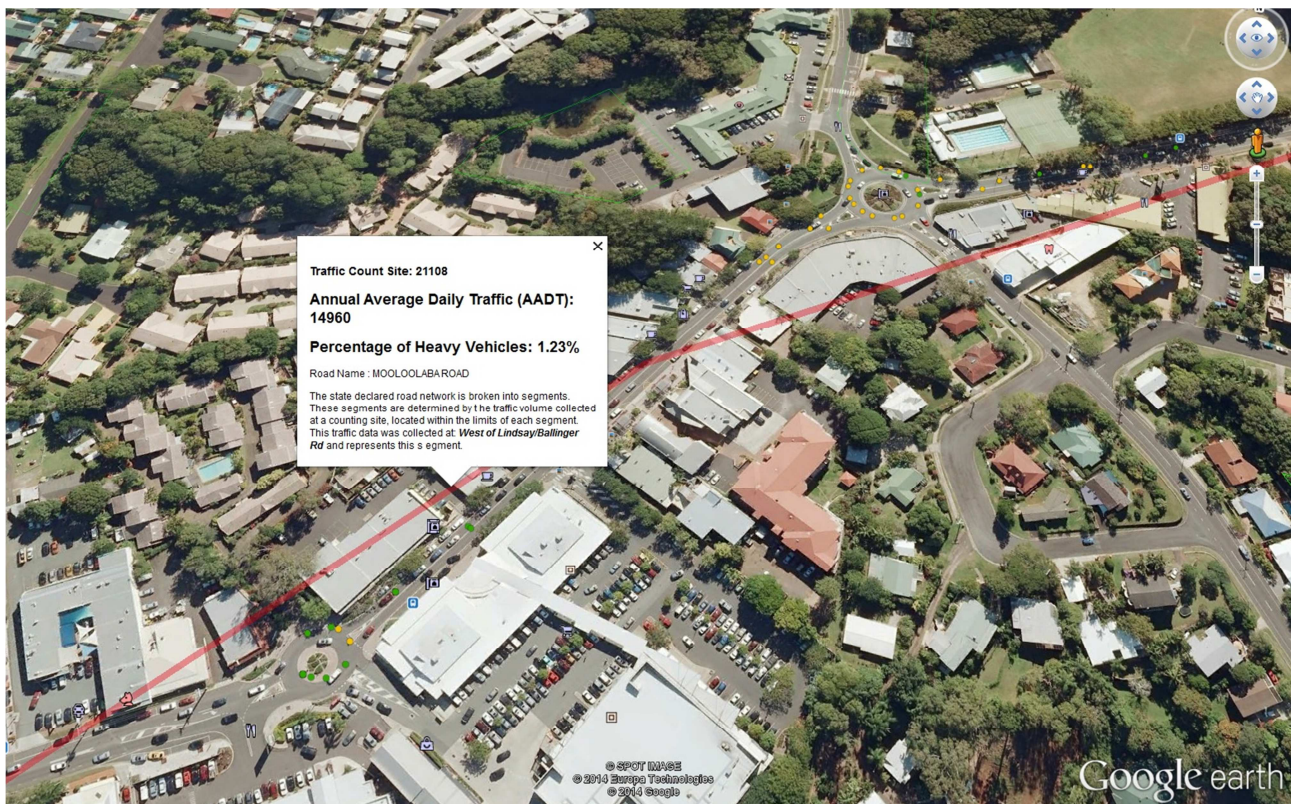 Traffic Count Site: 21108
Annual Average Daily Traffic (AADT):
14960
Percentage of Heavy Vehicles: 1.23%
Road Name : MOOLOOLABA ROAD
The state declared road network is broken into segments.
These segments are determined by the traffic volume collected
at a counting site, located within the limits of each segment.
This traffic data was collected at: West of Lindsay/Ballinger
Rd and represents this s egment.
© SPOT IMAGE
© 2014 Europa Technologies
© 2014 Google
Google earth